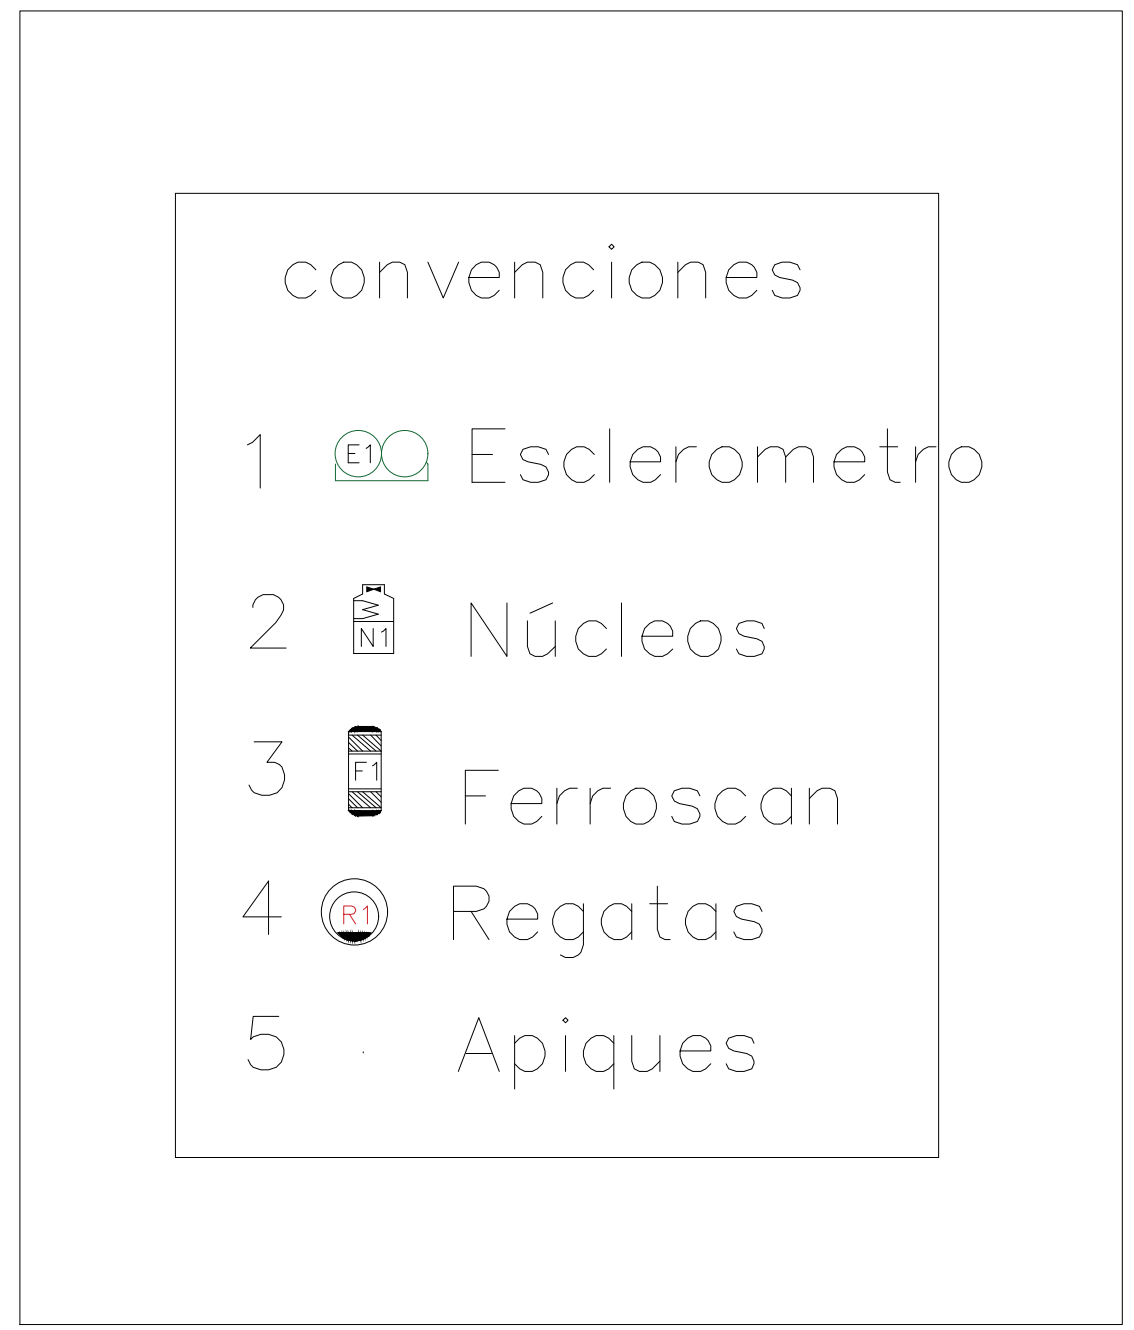 convenciones
1 E1 Esclerometro
2 N1 Núcleos
3 F1 Ferroscan
4 R1 Regatas
5 Apiques